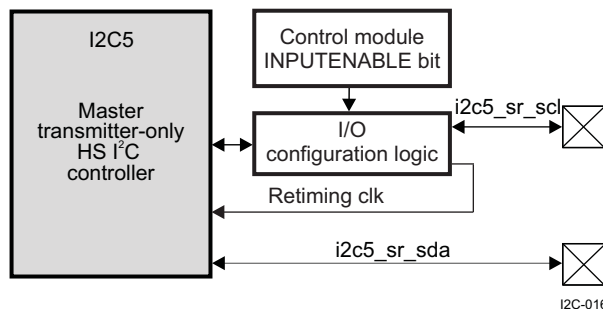 I2C5
Master
transmitter-only
HS I²C
controller
Control module
INPUTENABLE bit
I/O
configuration logic
Retiming clk
i2c5_sr_scl
i2c5_sr_sda
I2C-016